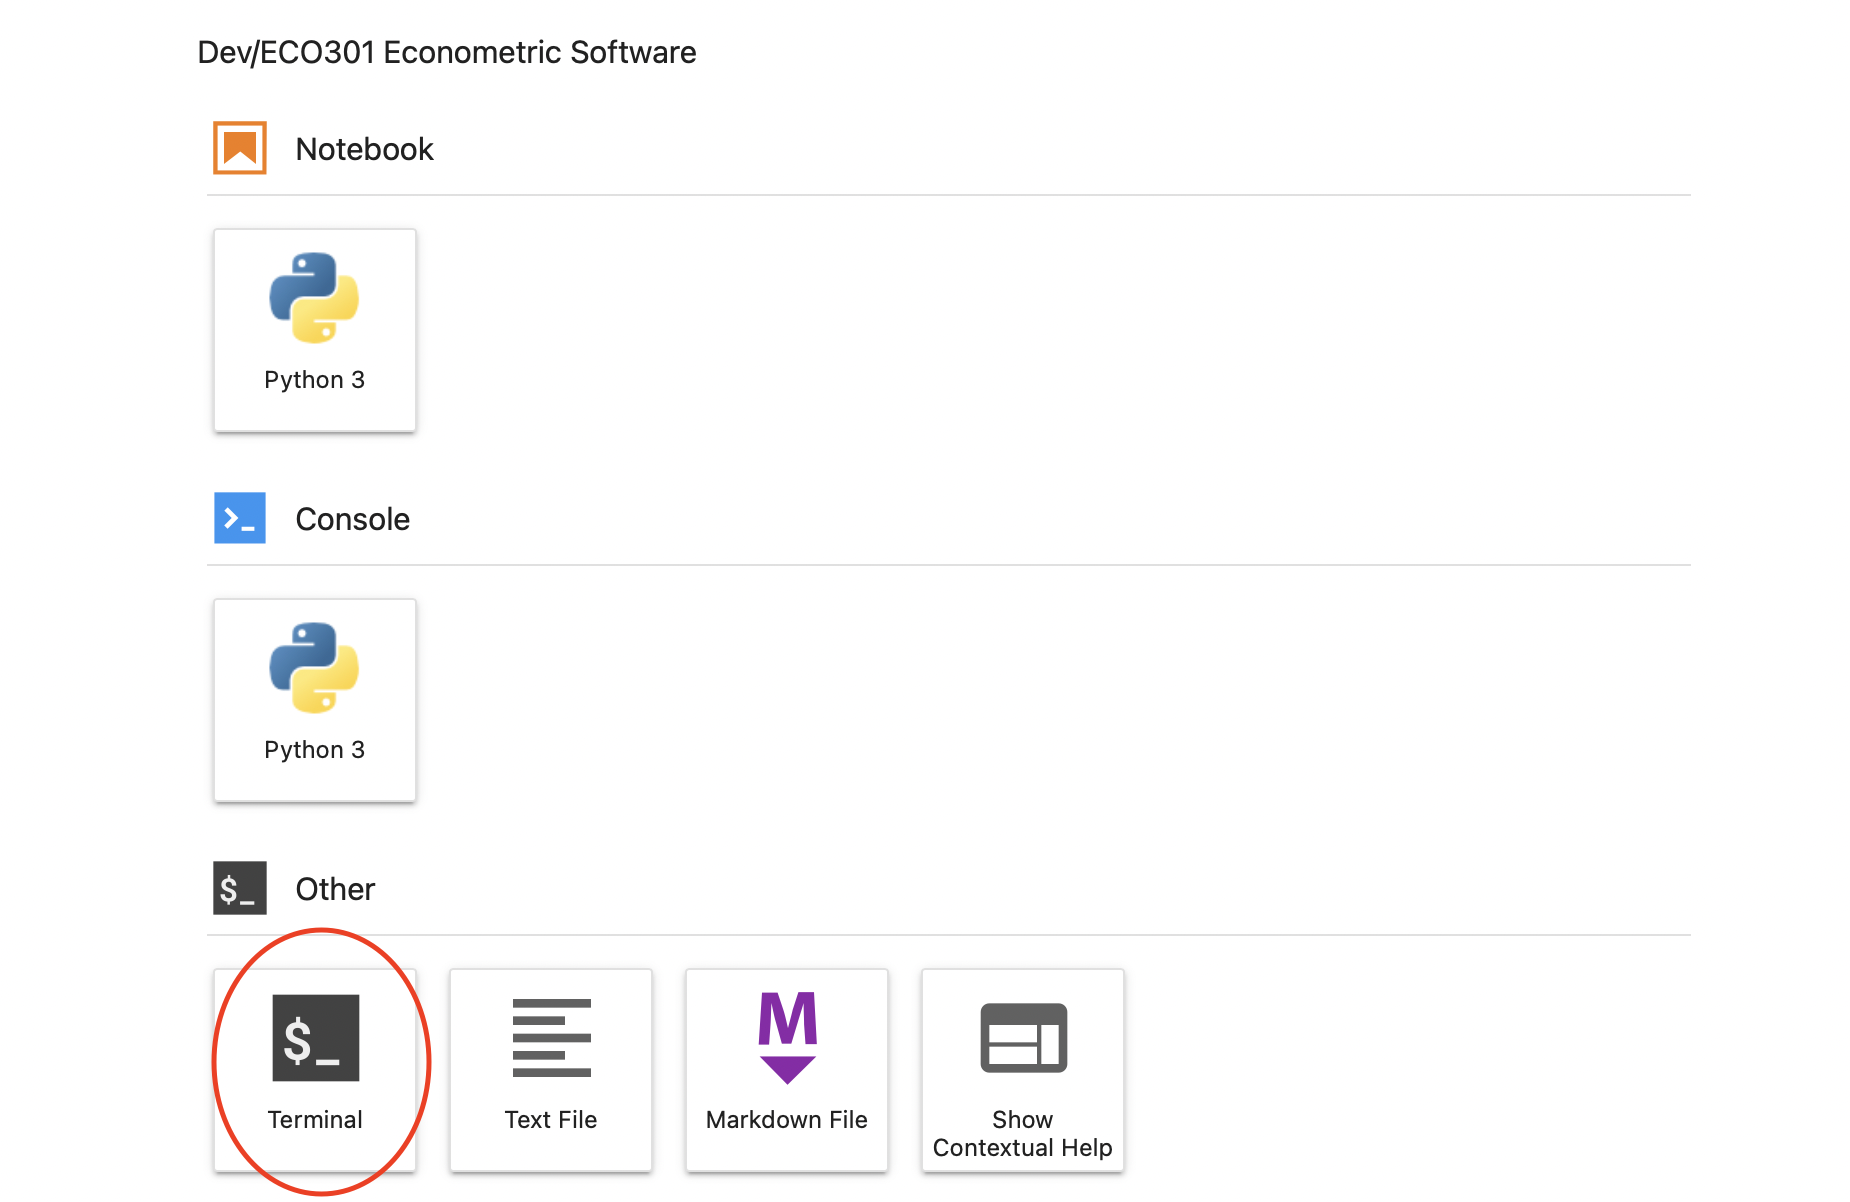 Dev/ECO301 Econometric Software
Notebook
Python 3
>_
Console
Python 3
$_
Other
$_
Terminal
Text File
M
Markdown File
Show
Contextual Help